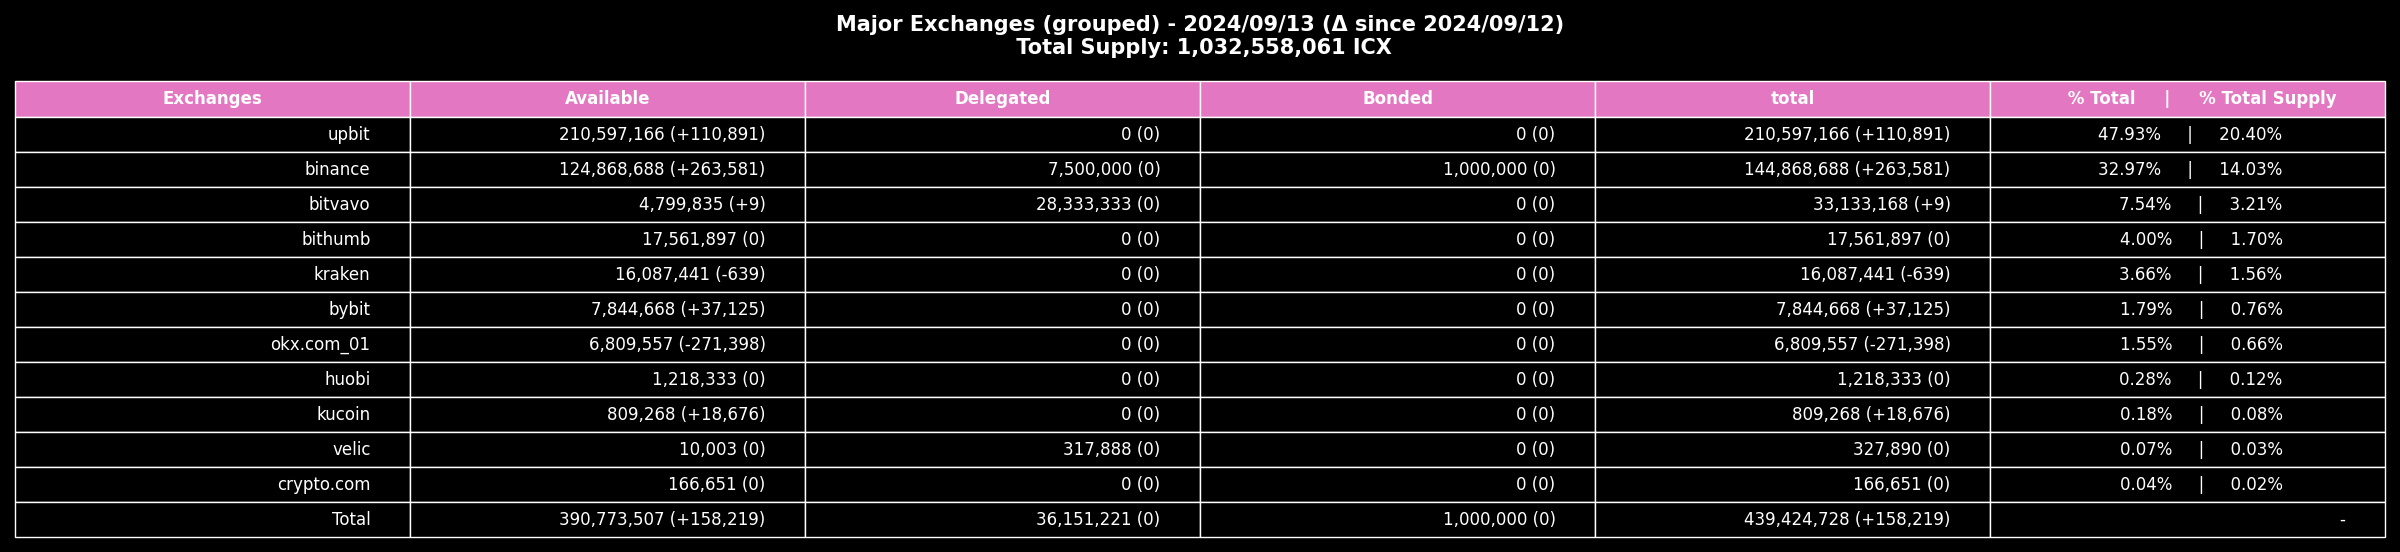 Major Exchanges (grouped) - 2024/09/13 (Δ since 2024/09/12)
Total Supply: 1,032,558,061 ICX
Exchanges Available Delegated Bonded total % Total | % Total Supply
upbit 210,597,166 (+110,891) 0 (0) 0 (0) 210,597,166 (+110,891) 47.93% | 20.40%
binance 124,868,688 (+263,581) 7,500,000 (0) 1,000,000 (0) 144,868,688 (+263,581) 32.97% | 14.03%
bitvavo 4,799,835 (+9) 28,333,333 (0) 0 (0) 33,133,168 (+9) 7.54% | 3.21%
bithumb 17,561,897 (0) 0 (0) 0 (0) 17,561,897 (0) 4.00% | 1.70%
kraken 16,087,441 (-639) 0 (0) 0 (0) 16,087,441 (-639) 3.66% | 1.56%
bybit 7,844,668 (+37,125) 0 (0) 0 (0) 7,844,668 (+37,125) 1.79% | 0.76%
okx.com_01 6,809,557 (-271,398) 0 (0) 0 (0) 6,809,557 (-271,398) 1.55% | 0.66%
huobi 1,218,333 (0) 0 (0) 0 (0) 1,218,333 (0) 0.28% | 0.12%
kucoin 809,268 (+18,676) 0 (0) 0 (0) 809,268 (+18,676) 0.18% | 0.08%
velic 10,003 (0) 317,888 (0) 0 (0) 327,890 (0) 0.07% | 0.03%
crypto.com 166,651 (0) 0 (0) 0 (0) 166,651 (0) 0.04% | 0.02%
Total 390,773,507 (+158,219) 36,151,221 (0) 1,000,000 (0) 439,424,728 (+158,219) -